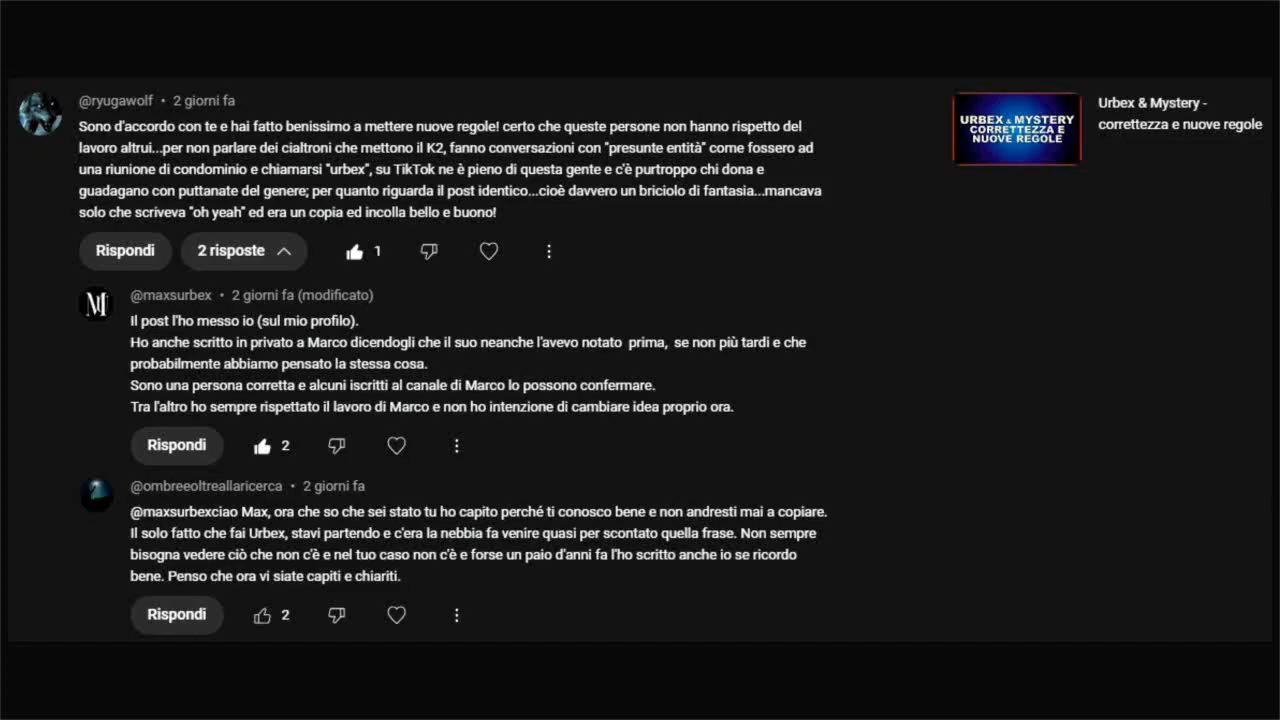 @ryugawolf • 2 giorni fa
Sono d'accordo con te e hai fatto benissimo a mettere nuove regole! certo che queste persone non hanno rispetto del
lavoro altrui...per non parlare dei cialtroni che mettono il K2, fanno conversazioni con "presunte entità" come fossero ad
una riunione di condominio e chiamarsi "urbex", su TikTok ne è pieno di questa gente e c'è purtroppo chi dona e
guadagano con puttanate del genere; per quanto riguarda il post identico...cioè davvero un briciolo di fantasia...mancava
solo che scriveva "oh yeah" ed era un copia ed incolla bello e buono!
Rispondi 2 risposte 1
@maxsurbex • 2 giorni fa (modificato)
Il post l'ho messo io (sul mio profilo).
Ho anche scritto in privato a Marco dicendogli che il suo neanche l'avevo notato prima, se non più tardi e che
probabilmente abbiamo pensato la stessa cosa.
Sono una persona corretta e alcuni iscritti al canale di Marco lo possono confermare.
Tra l'altro ho sempre rispettato il lavoro di Marco e non ho intenzione di cambiare idea proprio ora.
Rispondi 2
@ombreeoltreallaricerca • 2 giorni fa
@maxsurbexciao Max, ora che so che sei stato tu ho capito perché ti conosco bene e non andresti mai a copiare.
Il solo fatto che fai Urbex, stavi partendo e c'era la nebbia fa venire quasi per scontato quella frase. Non sempre
bisogna vedere ciò che non c'è e nel tuo caso non c'è e forse un paio d'anni fa l'ho scritto anche io se ricordo
bene. Penso che ora vi siate capiti e chiariti.
Rispondi 2
URBEX & MYSTERY
CORRETTEZZA E
NUOVE REGOLE
Urbex & Mystery -
correttezza e nuove regole